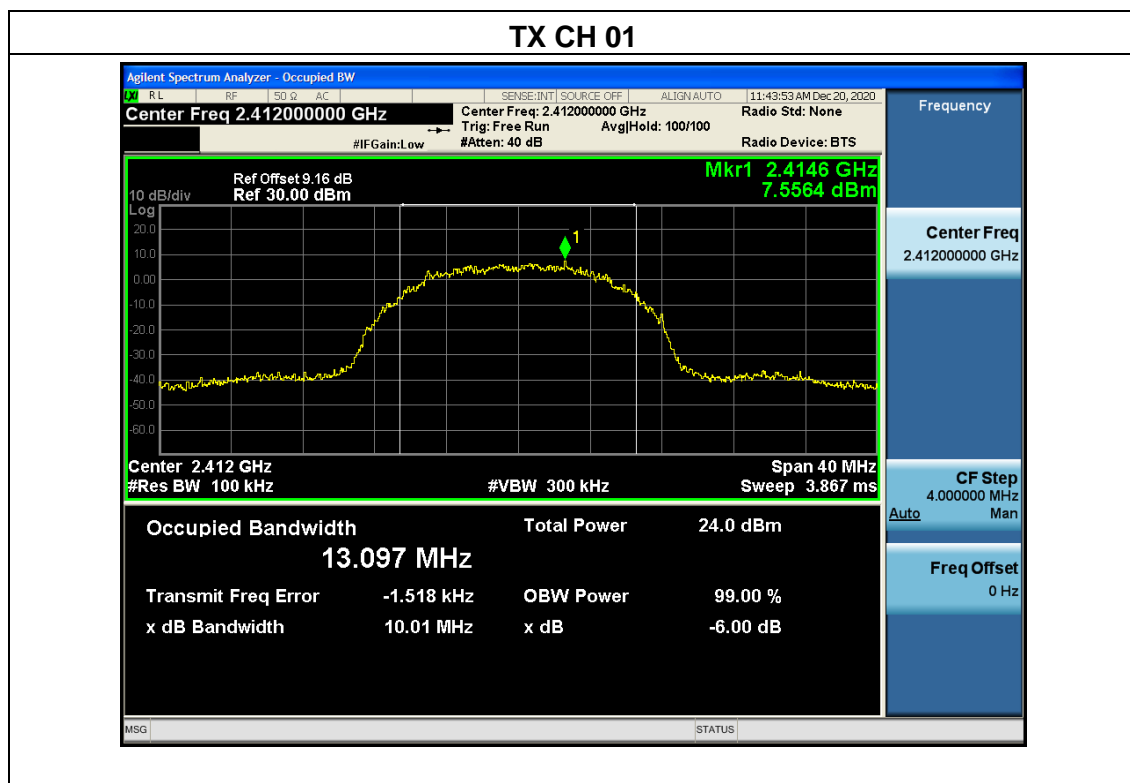 TX CH 01
Agilent Spectrum Analyzer - Occupied BW
LXI RL RF 50 Ω AC SENSE:INT SOURCE OFF ALIGN AUTO 11:43:53 AM Dec 20, 2020
Center Freq 2.412000000 GHz
Center Freq: 2.412000000 GHz Radio Std: None
Trig: Free Run Avg|Hold: 100/100
#IFGain:Low #Atten: 40 dB Radio Device: BTS
Ref Offset 9.16 dB
10 dB/div Ref 30.00 dBm
Mkr1 2.4146 GHz
7.5564 dBm
Log
20.0
10.0
0.00
-10.0
-20.0
-30.0
-40.0
-50.0
-60.0
1
Center 2.412 GHz Span 40 MHz
#Res BW 100 kHz #VBW 300 kHz Sweep 3.867 ms
Occupied Bandwidth Total Power 24.0 dBm
13.097 MHz
Transmit Freq Error -1.518 kHz OBW Power 99.00 %
x dB Bandwidth 10.01 MHz x dB -6.00 dB
Frequency
Center Freq
2.412000000 GHz
CF Step
4.000000 MHz
Auto Man
Freq Offset
0 Hz
MSG STATUS